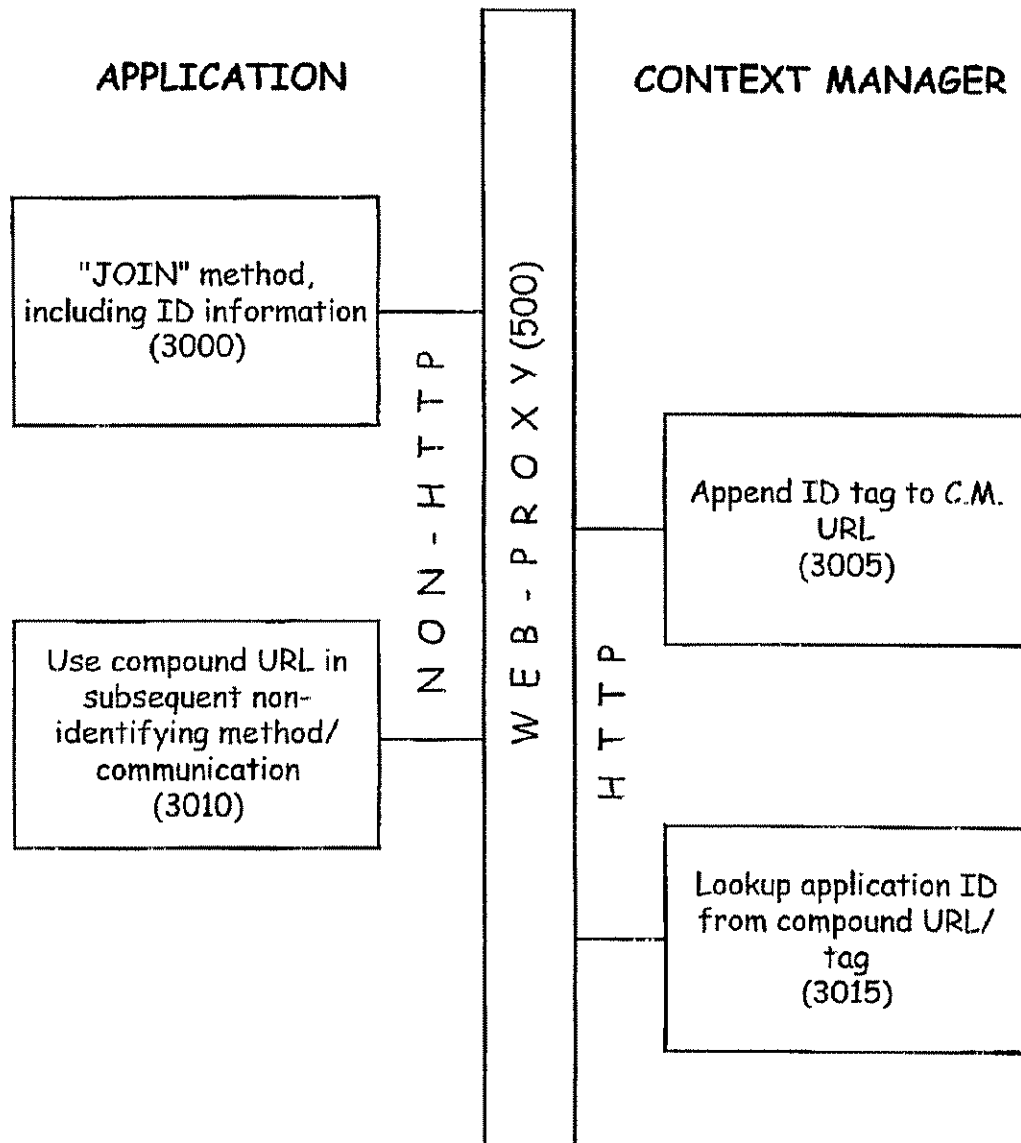 APPLICATION
CONTEXT MANAGER
"JOIN" method,
including ID information
(3000)
NON-HTTP
WEB-PROXY (500)
HTTP
Append ID tag to C.M.
URL
(3005)
Use compound URL in
subsequent non-
identifying method/
communication
(3010)
Lookup application ID
from compound URL/
tag
(3015)